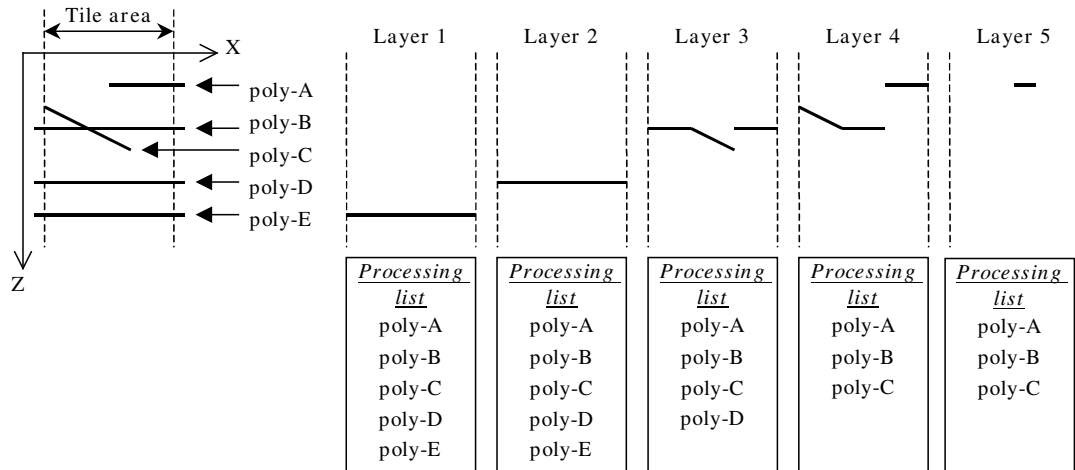 Tile area
X
Z
poly-A
poly-B
poly-C
poly-D
poly-E
Layer 1
Processing
list
poly-A
poly-B
poly-C
poly-D
poly-E
Layer 2
Processing
list
poly-A
poly-B
poly-C
poly-D
poly-E
Layer 3
Processing
list
poly-A
poly-B
poly-C
poly-D
Layer 4
Processing
list
poly-A
poly-B
poly-C
Layer 5
Processing
list
poly-A
poly-B
poly-C